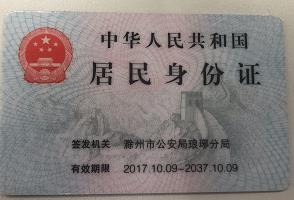 中华人民共和国
居民身份证
签发机关 滁州市公安局琅琊分局
有效期限 2017.10.09-2037.10.09